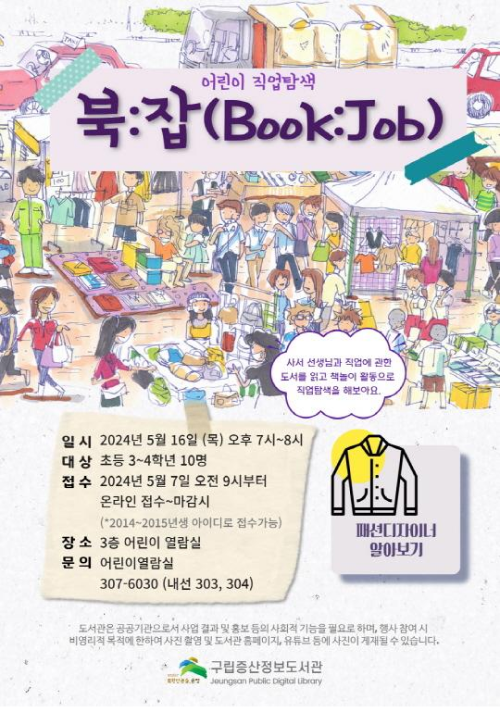 어린이 직업탐색
북:잡(Book:Job)
사서 선생님과 직업에 관한
도서를 읽고 책놀이 활동으로
직업탐색을 해보아요.
일 시 2024년 5월 16일 (목) 오후 7시~8시
대 상 초등 3~4학년 10명
접 수 2024년 5월 7일 오전 9시부터
온라인 접수~마감시
(*2014~2015년생 아이디로 접수가능)
장 소 3층 어린이 열람실
문 의 어린이열람실
307-6030 (내선 303, 304)
패션디자이너
알아보기
도서관은 공공기관으로서 사업 결과 및 홍보 등의 사회적 기능을 필요로 하며, 행사 참여 시
비영리적 목적에 한하여 사진 촬영 및 도서관 홈페이지, 유튜브 등에 사진이 게재될 수 있습니다.
구립증산정보도서관
Jeungsan Public Digital Library